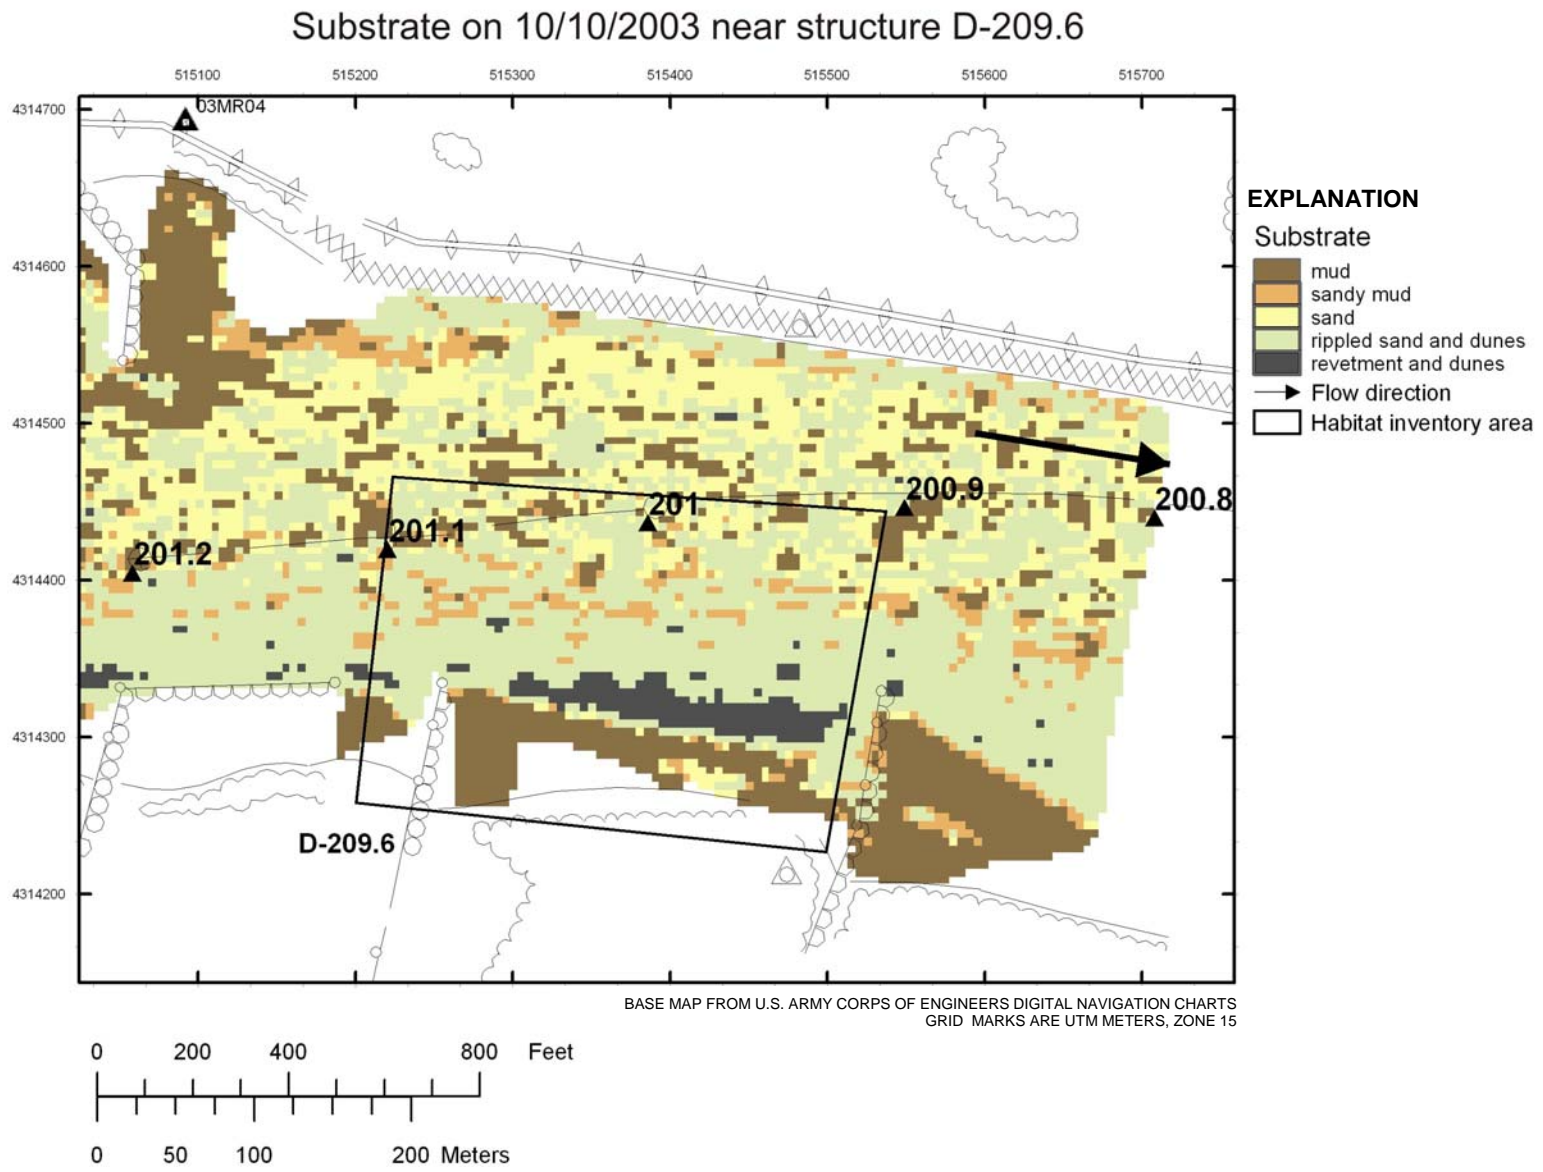 Substrate on 10/10/2003 near structure D-209.6
515100 515200 515300 515400 515500 515600 515700
4314700
03MR04
4314600
4314500
4314400
4314300
4314200
201.2
201.1
201
200.9
200.8
D-209.6
EXPLANATION
Substrate
mud
sandy mud
sand
rippled sand and dunes
revetment and dunes
Flow direction
Habitat inventory area
BASE MAP FROM U.S. ARMY CORPS OF ENGINEERS DIGITAL NAVIGATION CHARTS
GRID MARKS ARE UTM METERS, ZONE 15
0 200 400 800 Feet
0 50 100 200 Meters